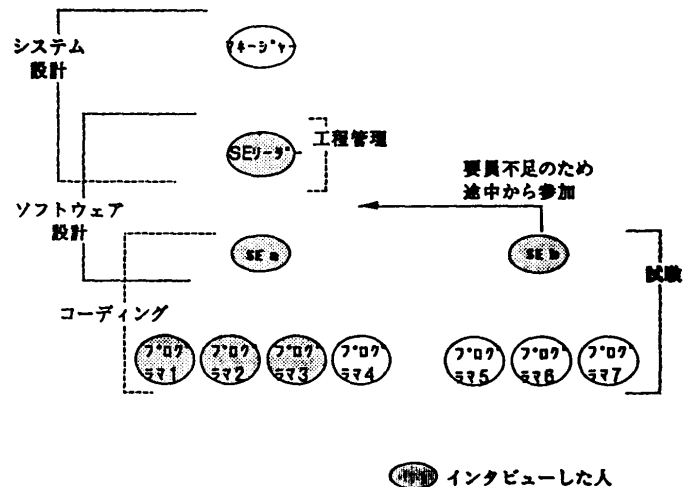 システム
設計
マネージャー
SEリーダ
工程管理
要員不足のため
途中から参加
ソフトウェア
設計
SE a
SE b
試験
コーディング
プログ
ラマ1
プログ
ラマ2
プログ
ラマ3
プログ
ラマ4
プログ
ラマ5
プログ
ラマ6
プログ
ラマ7
インタビューした人